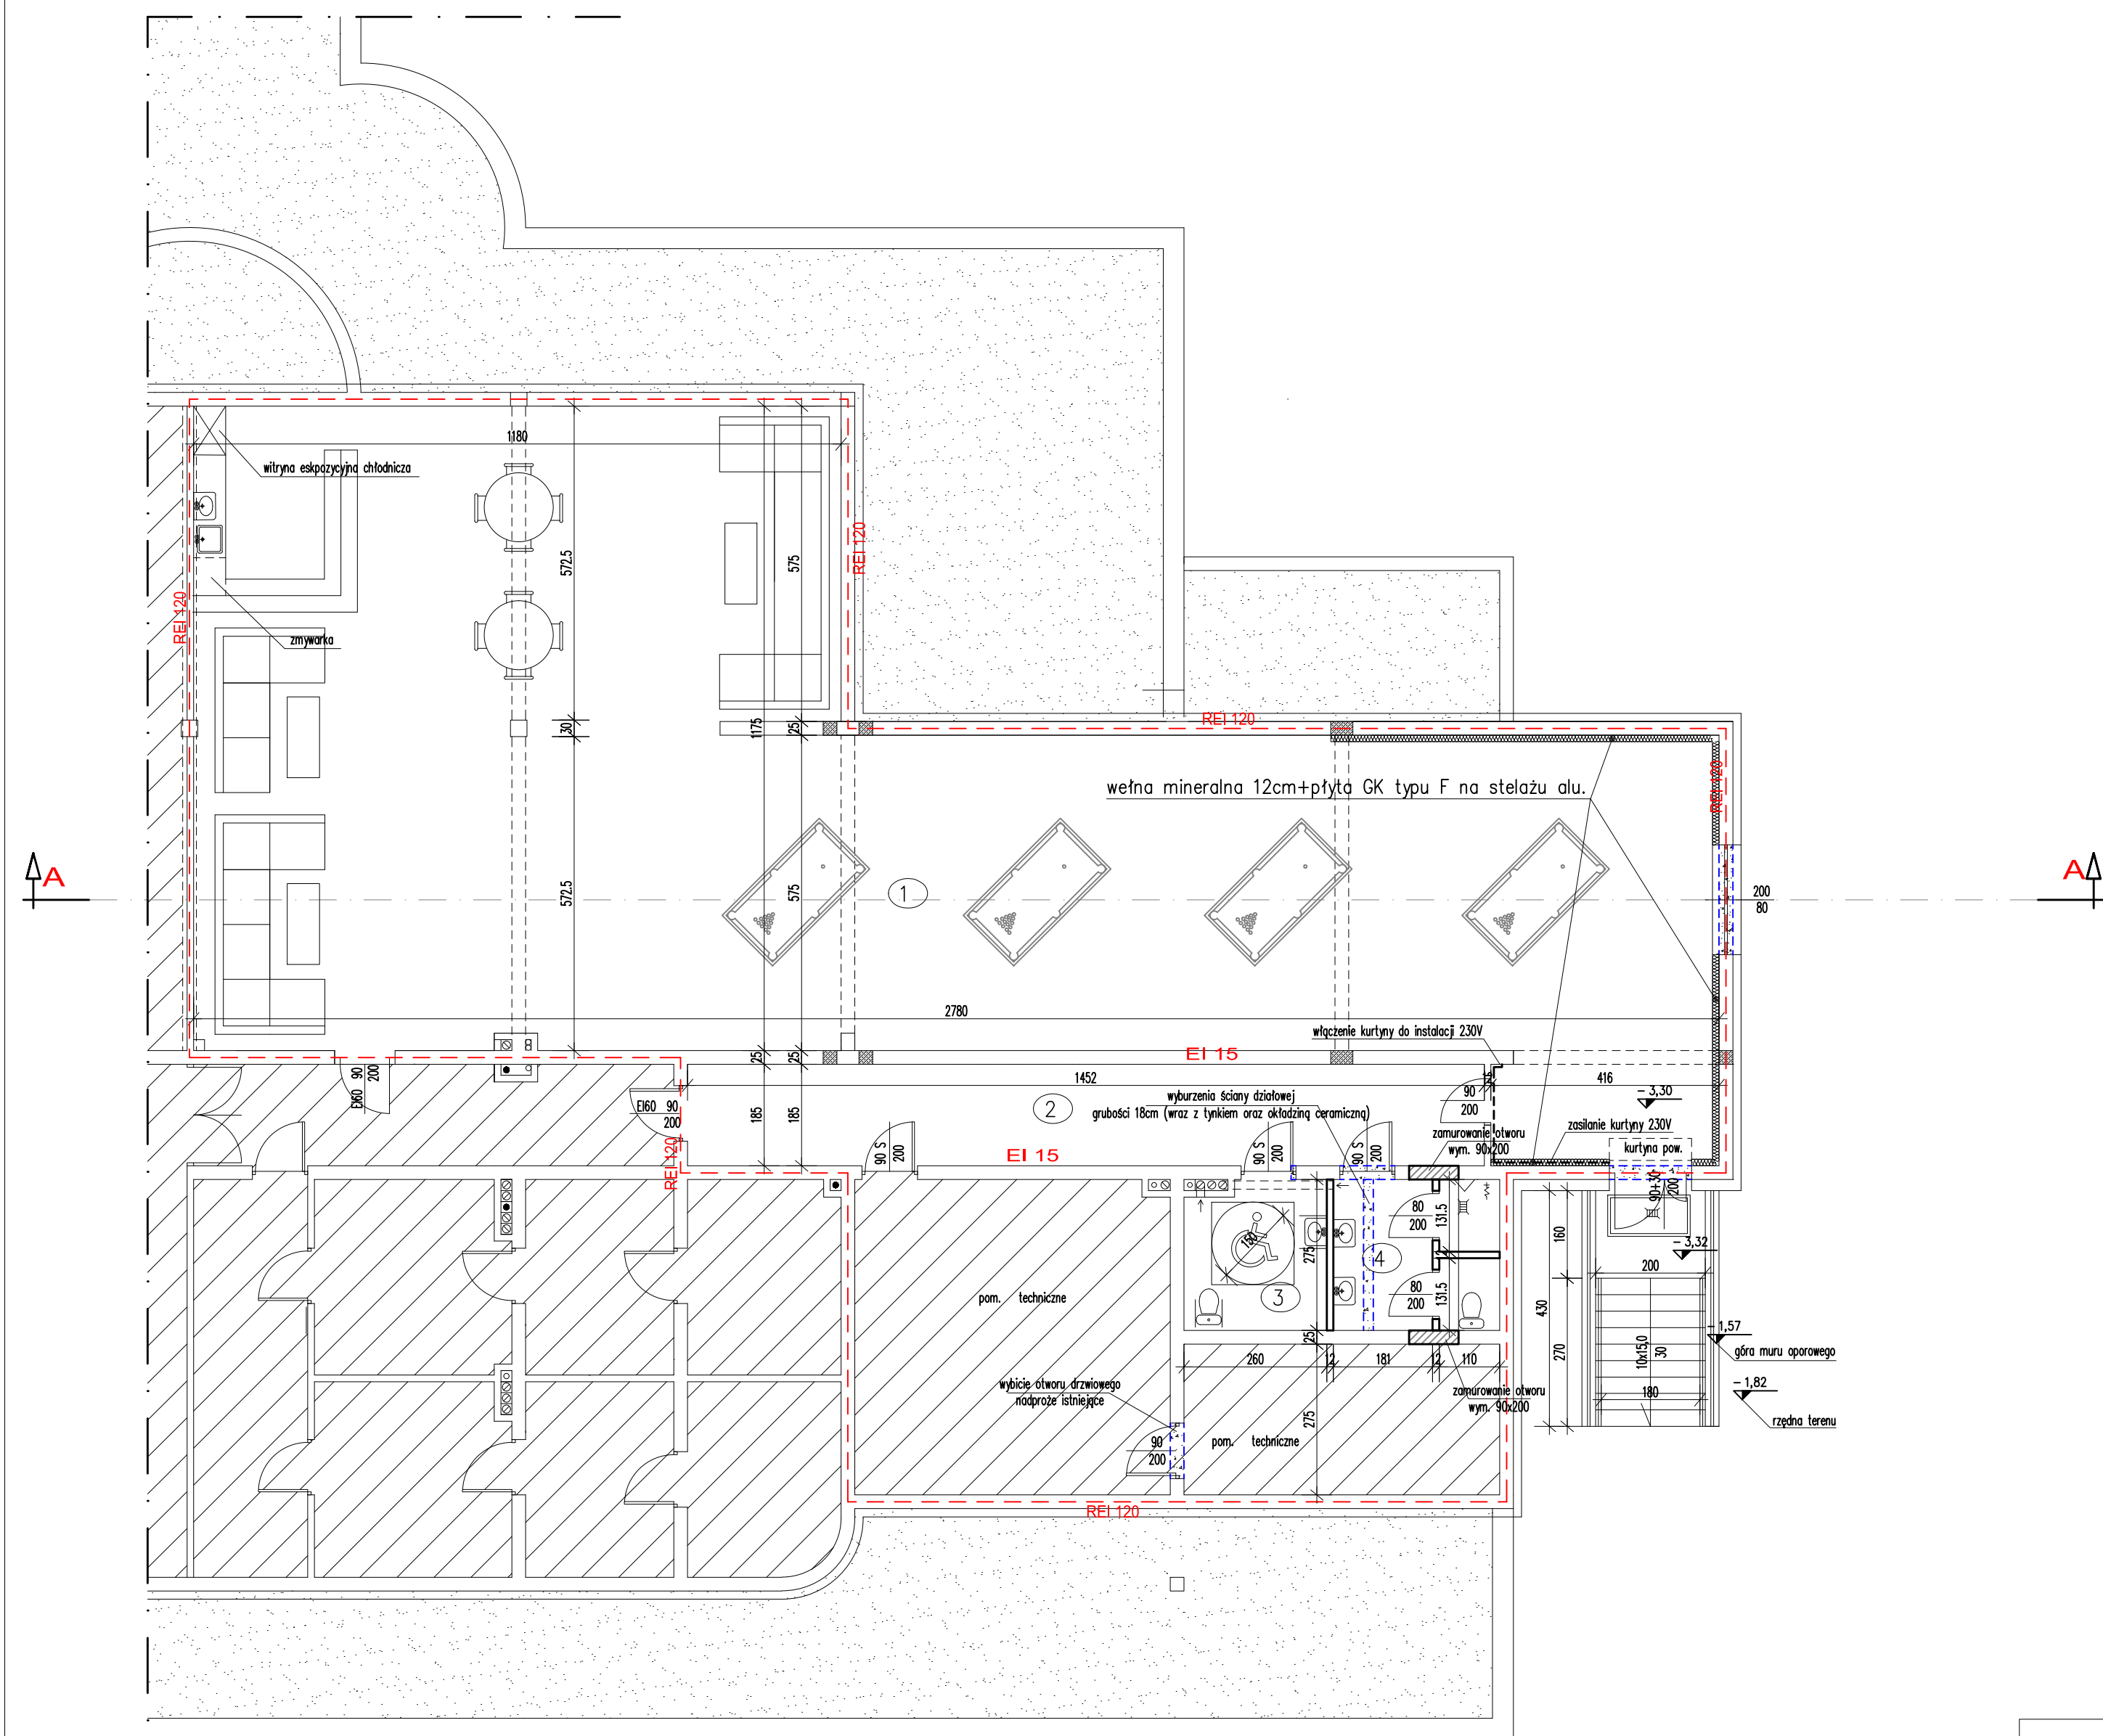 1180
witryna eskpozycyjna chłodnicza
REI 120
572.5
575
REI 120
zmywarka
30
1175
25
REI 120
wełna mineralna 12cm+płyta GK typu F na stelażu alu.
REI 120
A
1
572.5
575
200
80
A
2780
włączenie kurtyny do instalacji 230V
25
25
EI 15
EI60 90
200
1452
12
416
EI60 90
200
185
185
2
wyburzenia ściany działowej
grubości 18cm (wraz z tynkiem oraz okładziną ceramiczną)
90
200
- 3,30
zamurowanie otworu
wym. 90x200
zasilanie kurtyny 230V
kurtyna pow.
REI 120
90 S
200
EI 15
90 S
200
90 S
200
90+30
200
80
200
131.5
160
150
275
4
- 3,32
200
3
80
200
131.5
pom. techniczne
430
- 1,57
góra muru oporowego
25
10x15,0
30
270
260
12
181
12
110
wybicie otworu drzwiowego
nadproże istniejące
zamurowanie otworu
wym. 90x200
180
- 1,82
rzędna terenu
275
90
200
pom. techniczne
REI 120